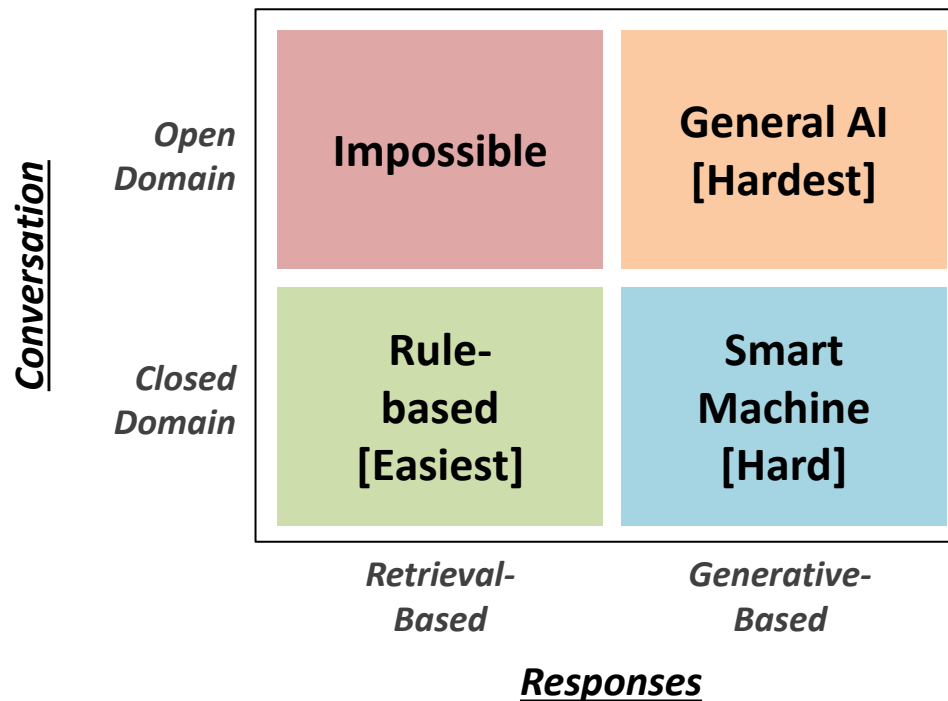 Conversation
Open
Domain
Impossible
General AI
[Hardest]
Closed
Domain
Rule-
based
[Easiest]
Smart
Machine
[Hard]
Retrieval-
Based
Generative-
Based
Responses